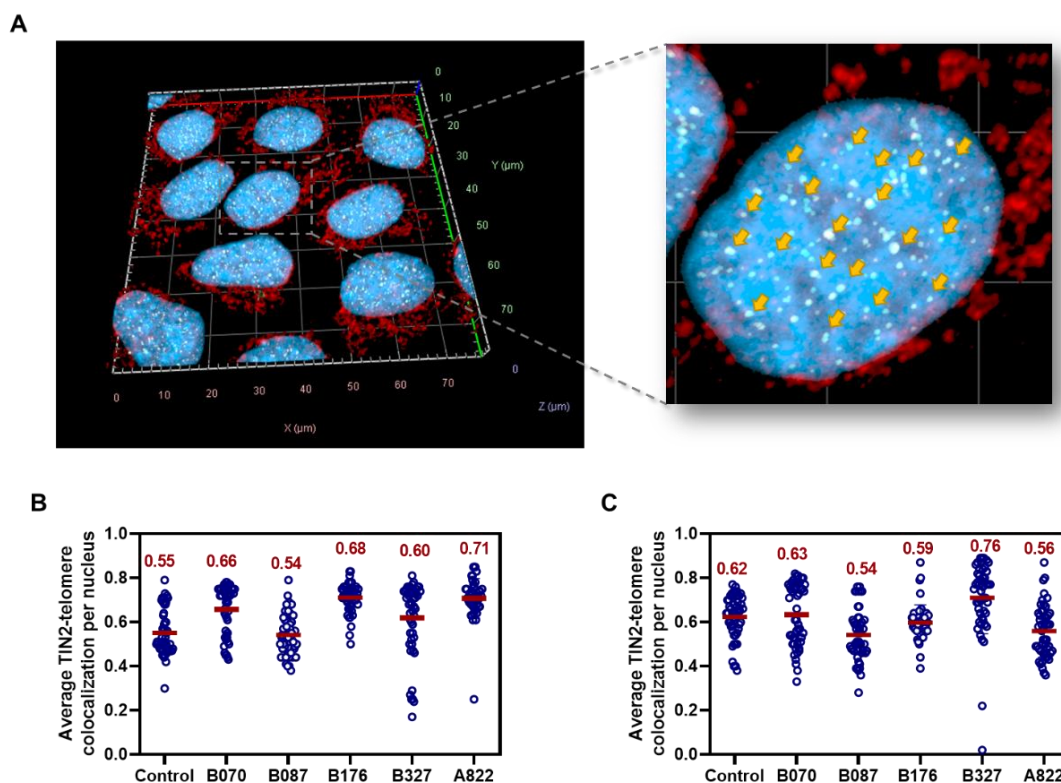 A
0
10
20
30
Y (µm)
40
50
60
70
0 10 20 30 40 50 60 70
0
Z (µm)
X (µm)
B
Average TIN2-telomere
colocalization per nucleus
1.0
0.8
0.6
0.4
0.2
0.0
0.55 0.66 0.54 0.68 0.60 0.71
Control B070 B087 B176 B327 A822
C
Average TIN2-telomere
colocalization per nucleus
1.0
0.8
0.6
0.4
0.2
0.0
0.62 0.63 0.54 0.59 0.76 0.56
Control B070 B087 B176 B327 A822